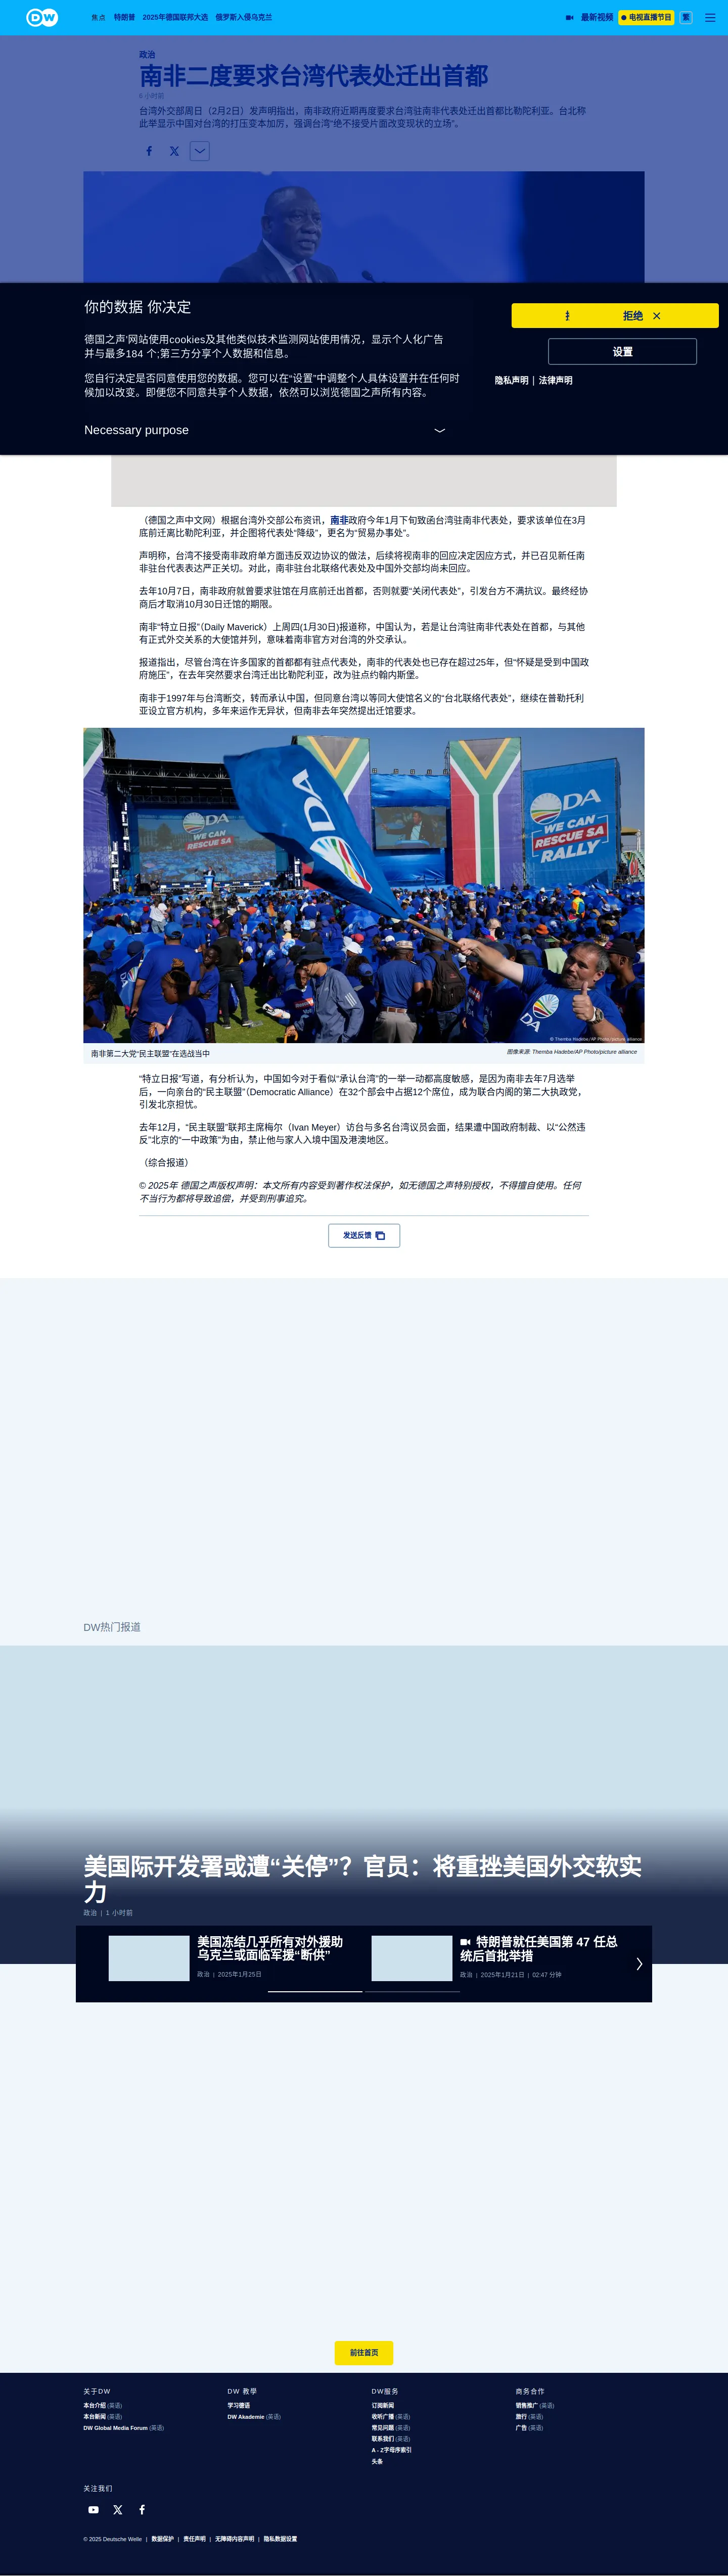 DW
焦点 特朗普 2025年德国联邦大选 俄罗斯入侵乌克兰 最新视频 电视直播节目 繁
政治
南非二度要求台湾代表处迁出首都
6 小时前
台湾外交部周日（2月2日）发声明指出，南非政府近期再度要求台湾驻南非代表处迁出首都比勒陀利亚。台北称
此举显示中国对台湾的打压变本加厉，强调台湾“绝不接受片面改变现状的立场”。
你的数据 你决定
德国之声'网站使用cookies及其他类似技术监测网站使用情况，显示个人化广告
并与最多184 个;第三方分享个人数据和信息。
您自行决定是否同意使用您的数据。您可以在“设置”中调整个人具体设置并在任何时
候加以改变。即便您不同意共享个人数据，依然可以浏览德国之声所有内容。
Necessary purpose
拒绝
设置
隐私声明 | 法律声明
（德国之声中文网）根据台湾外交部公布资讯，南非政府今年1月下旬致函台湾驻南非代表处，要求该单位在3月
底前迁离比勒陀利亚，并企图将代表处“降级”，更名为“贸易办事处”。
声明称，台湾不接受南非政府单方面违反双边协议的做法，后续将视南非的回应决定因应方式，并已召见新任南
非驻台代表表达严正关切。对此，南非驻台北联络代表处及中国外交部均尚未回应。
去年10月7日，南非政府就曾要求驻馆在月底前迁出首都，否则就要“关闭代表处”，引发台方不满抗议。最终经协
商后才取消10月30日迁馆的期限。
南非“特立日报”（Daily Maverick）上周四(1月30日)报道称，中国认为，若是让台湾驻南非代表处在首都，与其他
有正式外交关系的大使馆并列，意味着南非官方对台湾的外交承认。
报道指出，尽管台湾在许多国家的首都都有驻点代表处，南非的代表处也已存在超过25年，但“怀疑是受到中国政
府施压”，在去年突然要求台湾迁出比勒陀利亚，改为驻点约翰内斯堡。
南非于1997年与台湾断交，转而承认中国，但同意台湾以等同大使馆名义的“台北联络代表处”，继续在普勒托利
亚设立官方机构，多年来运作无异状，但南非去年突然提出迁馆要求。
DA
WE CAN
RESCUE SA
RALLY
© Themba Hadebe/AP Photo/picture alliance
南非第二大党“民主联盟”在选战当中
图像来源: Themba Hadebe/AP Photo/picture alliance
“特立日报”写道，有分析认为，中国如今对于看似“承认台湾”的一举一动都高度敏感，是因为南非去年7月选举
后，一向亲台的“民主联盟”（Democratic Alliance）在32个部会中占据12个席位，成为联合内阁的第二大执政党，
引发北京担忧。
去年12月，“民主联盟”联邦主席梅尔（Ivan Meyer）访台与多名台湾议员会面，结果遭中国政府制裁、以“公然违
反”北京的“一中政策”为由，禁止他与家人入境中国及港澳地区。
（综合报道）
© 2025年 德国之声版权声明：本文所有内容受到著作权法保护，如无德国之声特别授权，不得擅自使用。任何
不当行为都将导致追偿，并受到刑事追究。
发送反馈
DW热门报道
美国际开发署或遭“关停”？官员：将重挫美国外交软实
力
政治 | 1 小时前
美国冻结几乎所有对外援助
乌克兰或面临军援“断供”
政治 | 2025年1月25日
特朗普就任美国第 47 任总
统后首批举措
政治 | 2025年1月21日 | 02:47 分钟
前往首页
关于DW
本台介绍 (英语)
本台新闻 (英语)
DW Global Media Forum (英语)
DW 教學
学习德语
DW Akademie (英语)
DW服务
订阅新闻
收听广播 (英语)
常见问题 (英语)
联系我们 (英语)
A - Z字母序索引
头条
商务合作
销售推广 (英语)
旅行 (英语)
广告 (英语)
关注我们
© 2025 Deutsche Welle | 数据保护 | 责任声明 | 无障碍内容声明 | 隐私数据设置